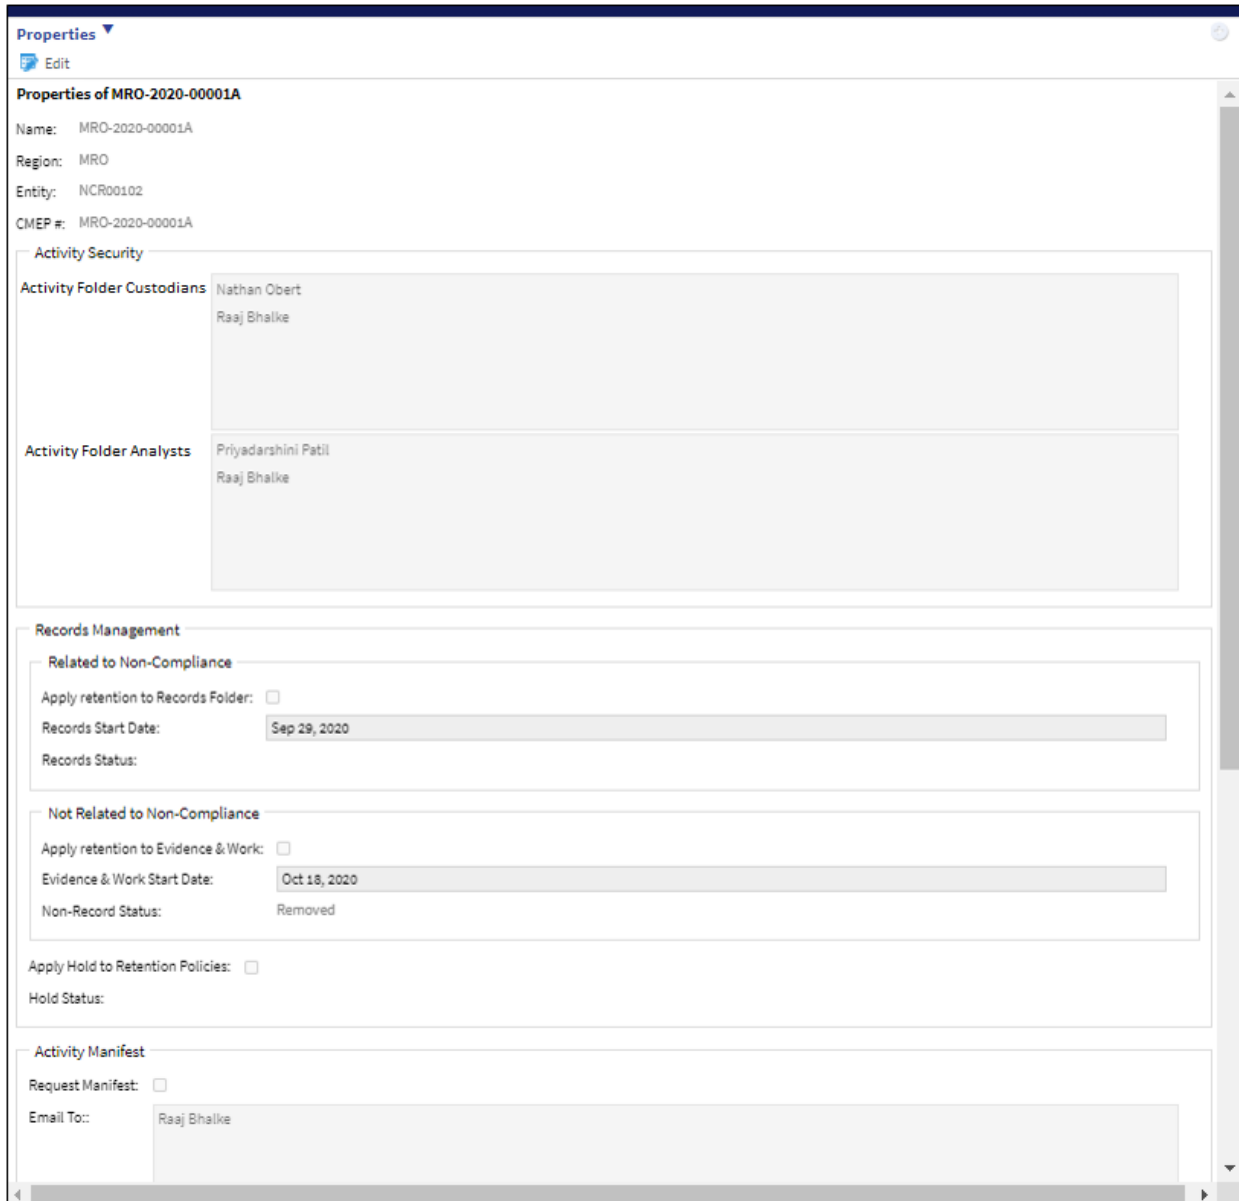 Properties
Edit
Properties of MRO-2020-00001A
Name: MRO-2020-00001A
Region: MRO
Entity: NCR00102
CMEP #: MRO-2020-00001A
Activity Security
Activity Folder Custodians Nathan Obert
Raaj Bhalke
Activity Folder Analysts Priyadarshini Patil
Raaj Bhalke
Records Management
Related to Non-Compliance
Apply retention to Records Folder:
Records Start Date: Sep 29, 2020
Records Status:
Not Related to Non-Compliance
Apply retention to Evidence & Work:
Evidence & Work Start Date: Oct 18, 2020
Non-Record Status: Removed
Apply Hold to Retention Policies:
Hold Status:
Activity Manifest
Request Manifest:
Email To:: Raaj Bhalke